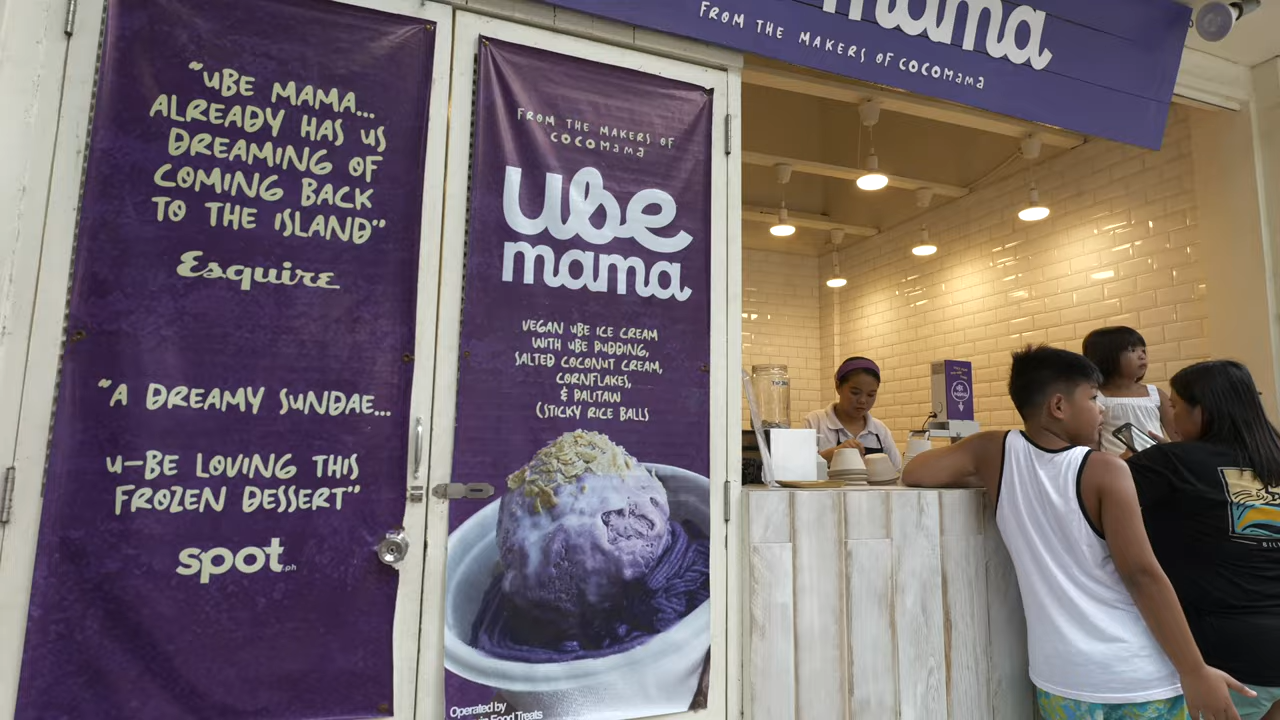 "UBE MAMA...
ALREADY HAS US
DREAMING OF
COMING BACK
TO THE ISLAND"
Esquire
"A DREAMY SUNDAE...
U-BE LOVING THIS
FROZEN DESSERT"
spot.ph
FROM THE MAKERS OF
COCOMAMA
ube
mama
VEGAN UBE ICE CREAM
WITH UBE PUDDING,
SALTED COCONUT CREAM,
CORNFLAKES,
& PALITAW
(STICKY RICE BALLS
Operated by
Food Treats
mama
FROM THE MAKERS OF COCOMAMA